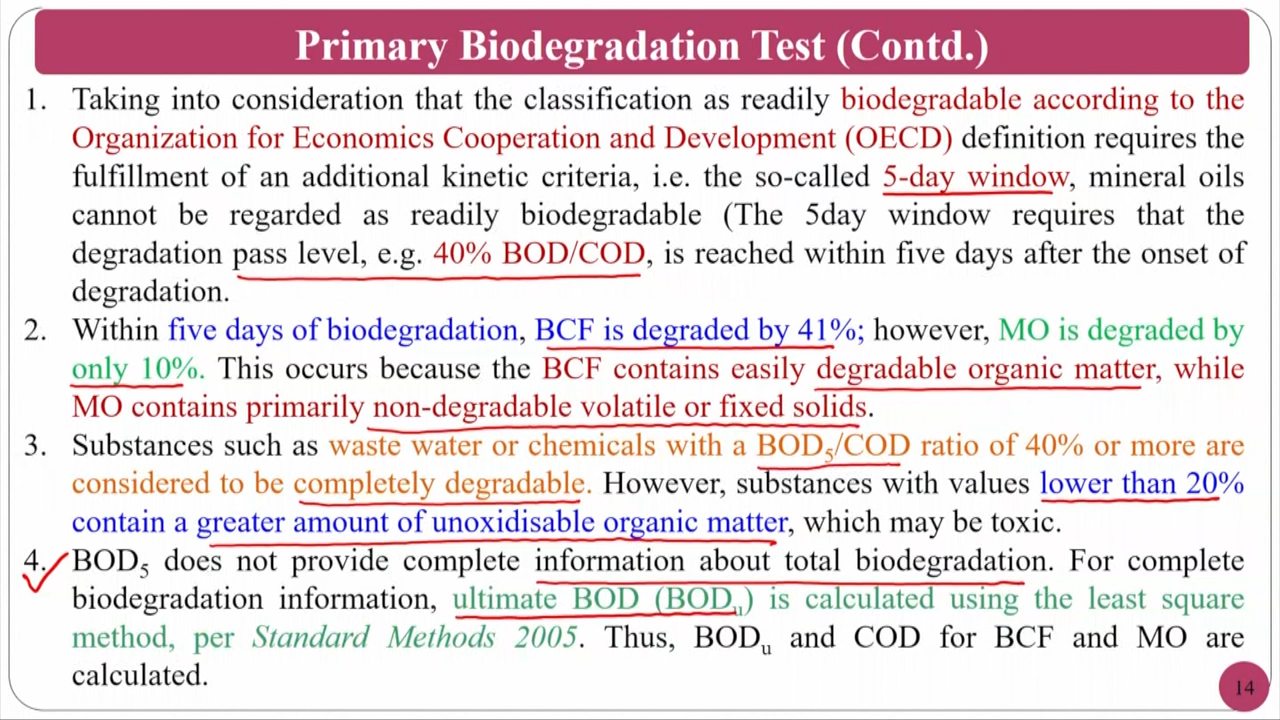 Primary Biodegradation Test (Contd.)
1. Taking into consideration that the classification as readily biodegradable according to the
Organization for Economics Cooperation and Development (OECD) definition requires the
fulfillment of an additional kinetic criteria, i.e. the so-called 5-day window, mineral oils
cannot be regarded as readily biodegradable (The 5day window requires that the
degradation pass level, e.g. 40% BOD/COD, is reached within five days after the onset of
degradation.
2. Within five days of biodegradation, BCF is degraded by 41%; however, MO is degraded by
only 10%. This occurs because the BCF contains easily degradable organic matter, while
MO contains primarily non-degradable volatile or fixed solids.
3. Substances such as waste water or chemicals with a BOD₅/COD ratio of 40% or more are
considered to be completely degradable. However, substances with values lower than 20%
contain a greater amount of unoxidisable organic matter, which may be toxic.
4. BOD₅ does not provide complete information about total biodegradation. For complete
biodegradation information, ultimate BOD (BODᵤ) is calculated using the least square
method, per Standard Methods 2005. Thus, BODᵤ and COD for BCF and MO are
calculated.
14